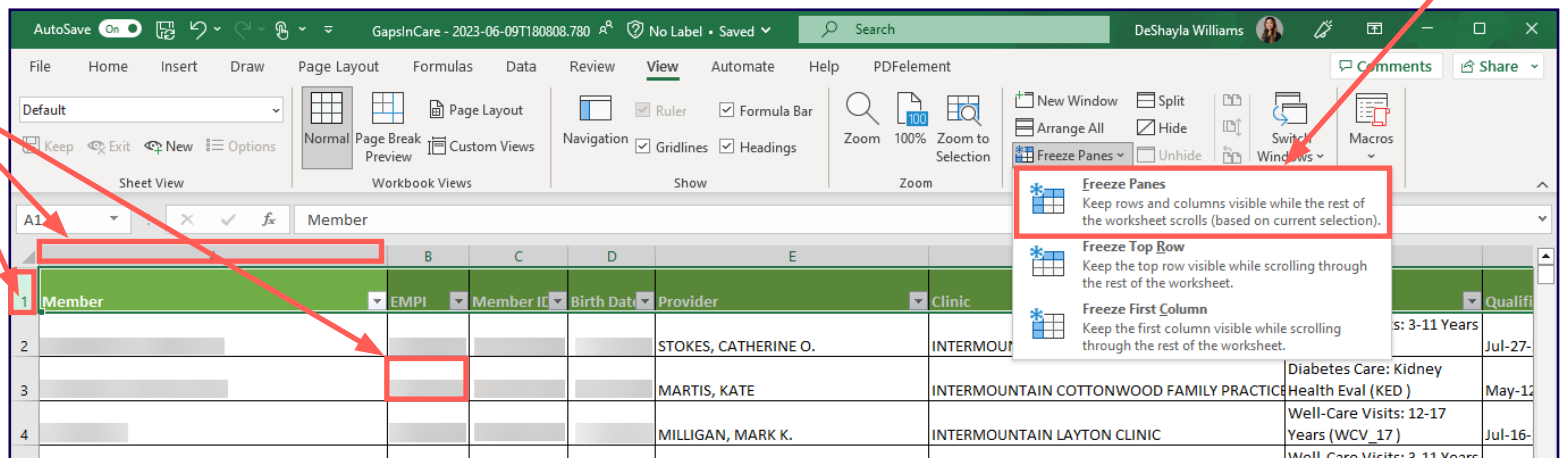 AutoSave On GapsInCare - 2023-06-09T180808.780 No Label • Saved Search DeShayla Williams
File Home Insert Draw Page Layout Formulas Data Review View Automate Help PDFelement Comments Share
Default
Keep Exit New Options
Sheet View
Normal Page Break Preview
Page Layout
Custom Views
Workbook Views
Navigation
Ruler Formula Bar
Gridlines Headings
Show
Zoom 100% Zoom to Selection
100
Zoom
New Window Split
Arrange All Hide
Freeze Panes Unhide
Switch Windows
Macros
Freeze Panes
Keep rows and columns visible while the rest of
the worksheet scrolls (based on current selection).
Freeze Top Row
Keep the top row visible while scrolling through
the rest of the worksheet.
Freeze First Column
Keep the first column visible while scrolling
through the rest of the worksheet.
A1 fx Member
B C D E
1 Member EMPI Member ID Birth Date Provider Clinic Qualifi
s: 3-11 Years
2 STOKES, CATHERINE O. INTERMOUN Jul-27-
Diabetes Care: Kidney
3 MARTIS, KATE INTERMOUNTAIN COTTONWOOD FAMILY PRACTICE Health Eval (KED ) May-12
Well-Care Visits: 12-17
4 MILLIGAN, MARK K. INTERMOUNTAIN LAYTON CLINIC Years (WCV_17 ) Jul-16-
Well-Care Visits: 3-11 Years